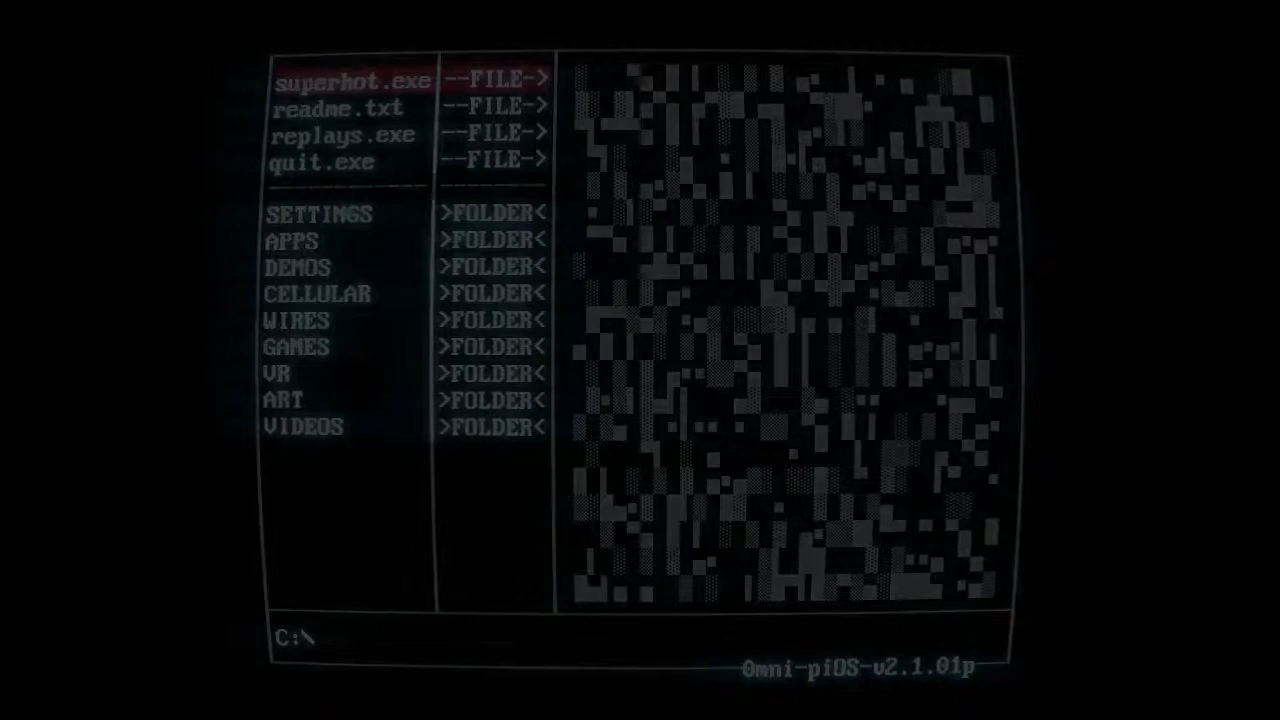 superhot.exe --FILE->
readme.txt --FILE->
replays.exe --FILE->
quit.exe --FILE->
SETTINGS >FOLDER<
APPS >FOLDER<
DEMOS >FOLDER<
CELLULAR >FOLDER<
WIRES >FOLDER<
GAMES >FOLDER<
VR >FOLDER<
ART >FOLDER<
VIDEOS >FOLDER<
C:\
Omni-piOS-v2.1.01p